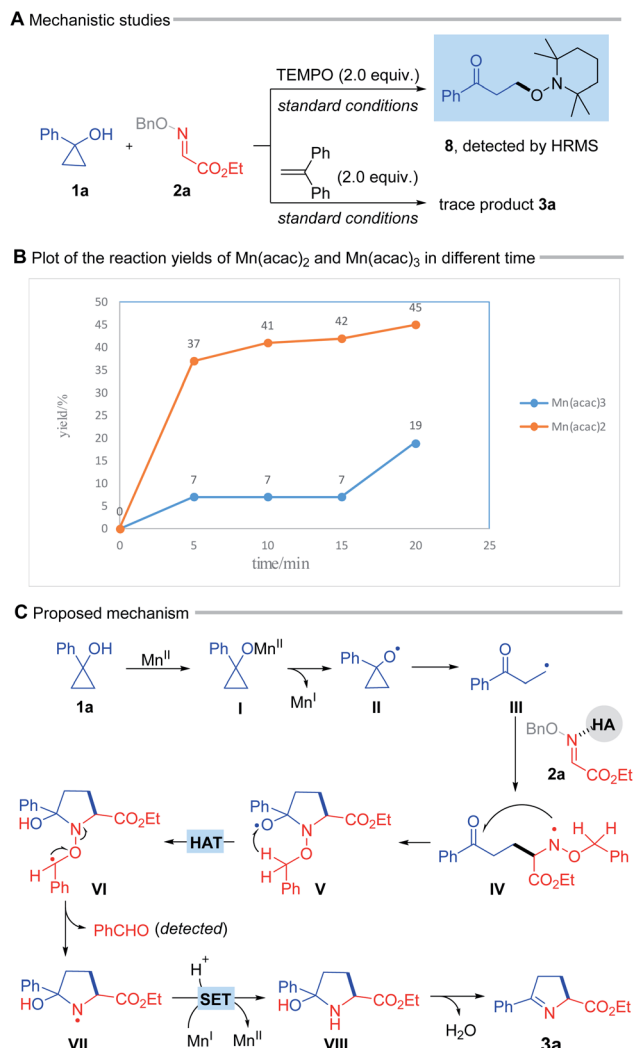 A Mechanistic studies
TEMPO (2.0 equiv.)
standard conditions
O
Ph
O
N
8, detected by HRMS
Ph
OH
1a
+
BnO
N
CO2Et
2a
Ph
Ph
(2.0 equiv.)
standard conditions
trace product 3a
B Plot of the reaction yields of Mn(acac)2 and Mn(acac)3 in different time
50
45
40
35
30
25
20
15
10
5
0
yield/%
0
37
41
42
45
7
7
7
19
0
5
10
15
20
25
time/min
Mn(acac)3
Mn(acac)2
C Proposed mechanism
Ph
OH
1a
MnII
Ph
OMnII
I
MnI
Ph
O•
II
O
Ph
III
BnO
N
HA
CO2Et
2a
O
Ph
N
O
H
H
Ph
CO2Et
IV
Ph
•O
N
CO2Et
O
H
H
Ph
V
HAT
Ph
HO
N
CO2Et
O
H
Ph
VI
PhCHO (detected)
Ph
HO
N
CO2Et
VII
H+
SET
MnI
MnII
Ph
HO
N
H
CO2Et
VIII
H2O
Ph
N
CO2Et
3a